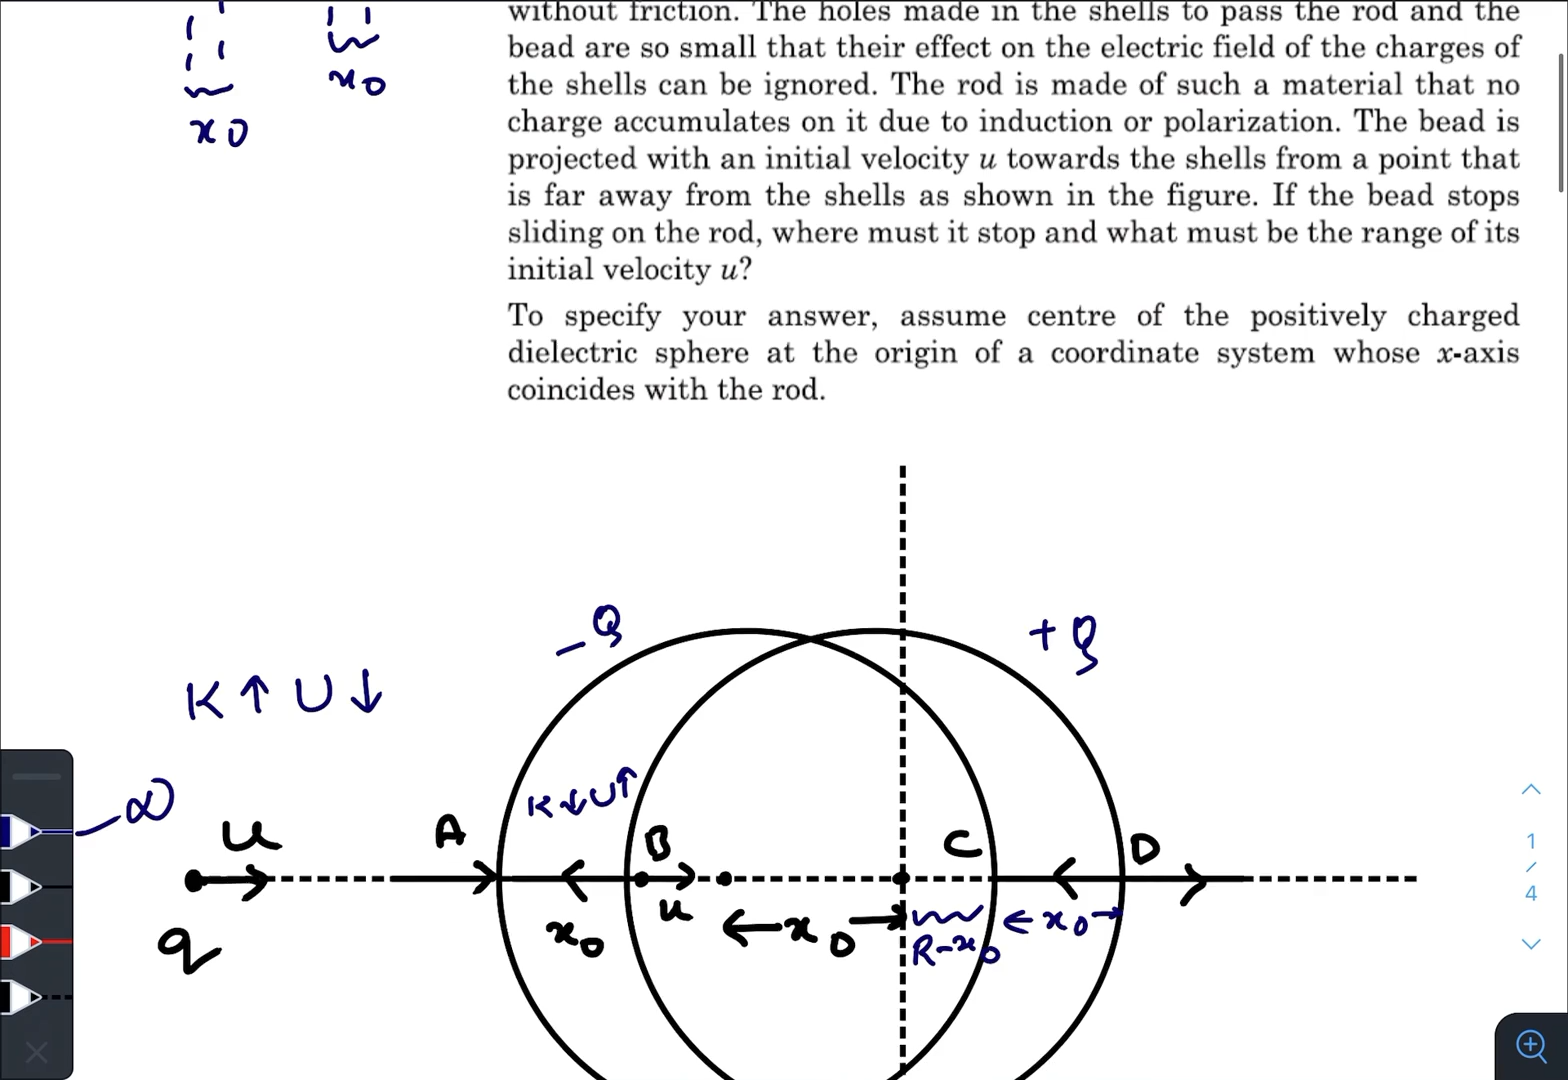 x0
x0
without friction. The holes made in the shells to pass the rod and the
bead are so small that their effect on the electric field of the charges of
the shells can be ignored. The rod is made of such a material that no
charge accumulates on it due to induction or polarization. The bead is
projected with an initial velocity u towards the shells from a point that
is far away from the shells as shown in the figure. If the bead stops
sliding on the rod, where must it stop and what must be the range of its
initial velocity u?
To specify your answer, assume centre of the positively charged
dielectric sphere at the origin of a coordinate system whose x-axis
coincides with the rod.
-Q
+Q
K↑ U↓
K↓U↑
-∞
u
A
B
C
D
q
x0
u
←x0→
R-x0
←x0→
1
/
4